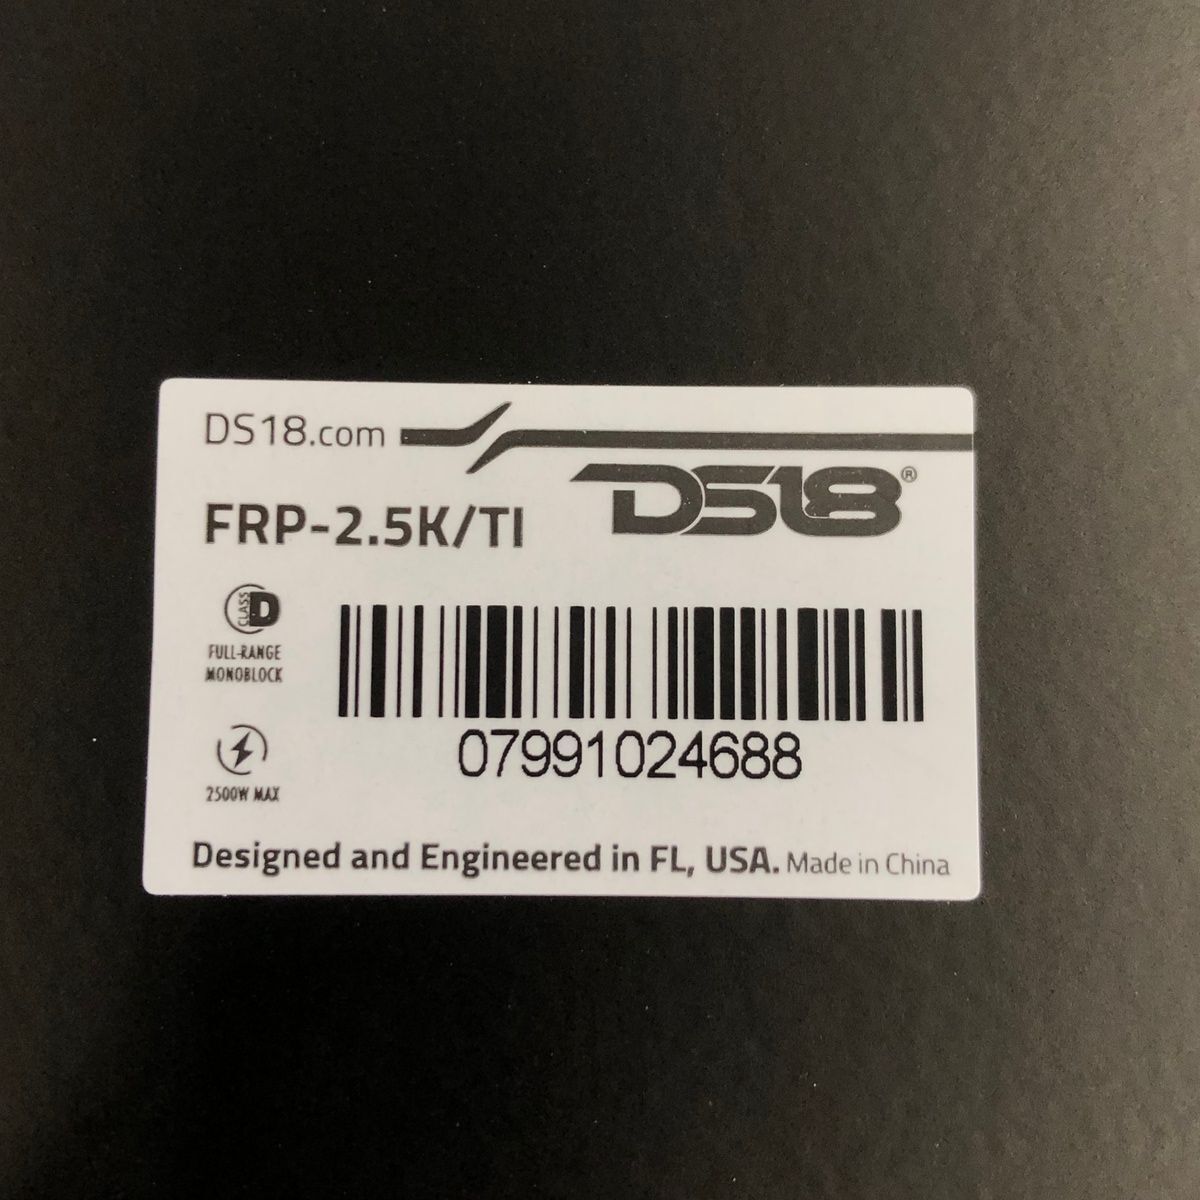 DS18.com
DS18®
FRP-2.5K/TI
CLASS D
FULL-RANGE
MONOBLOCK
07991024688
2500W MAX
Designed and Engineered in FL, USA. Made in China